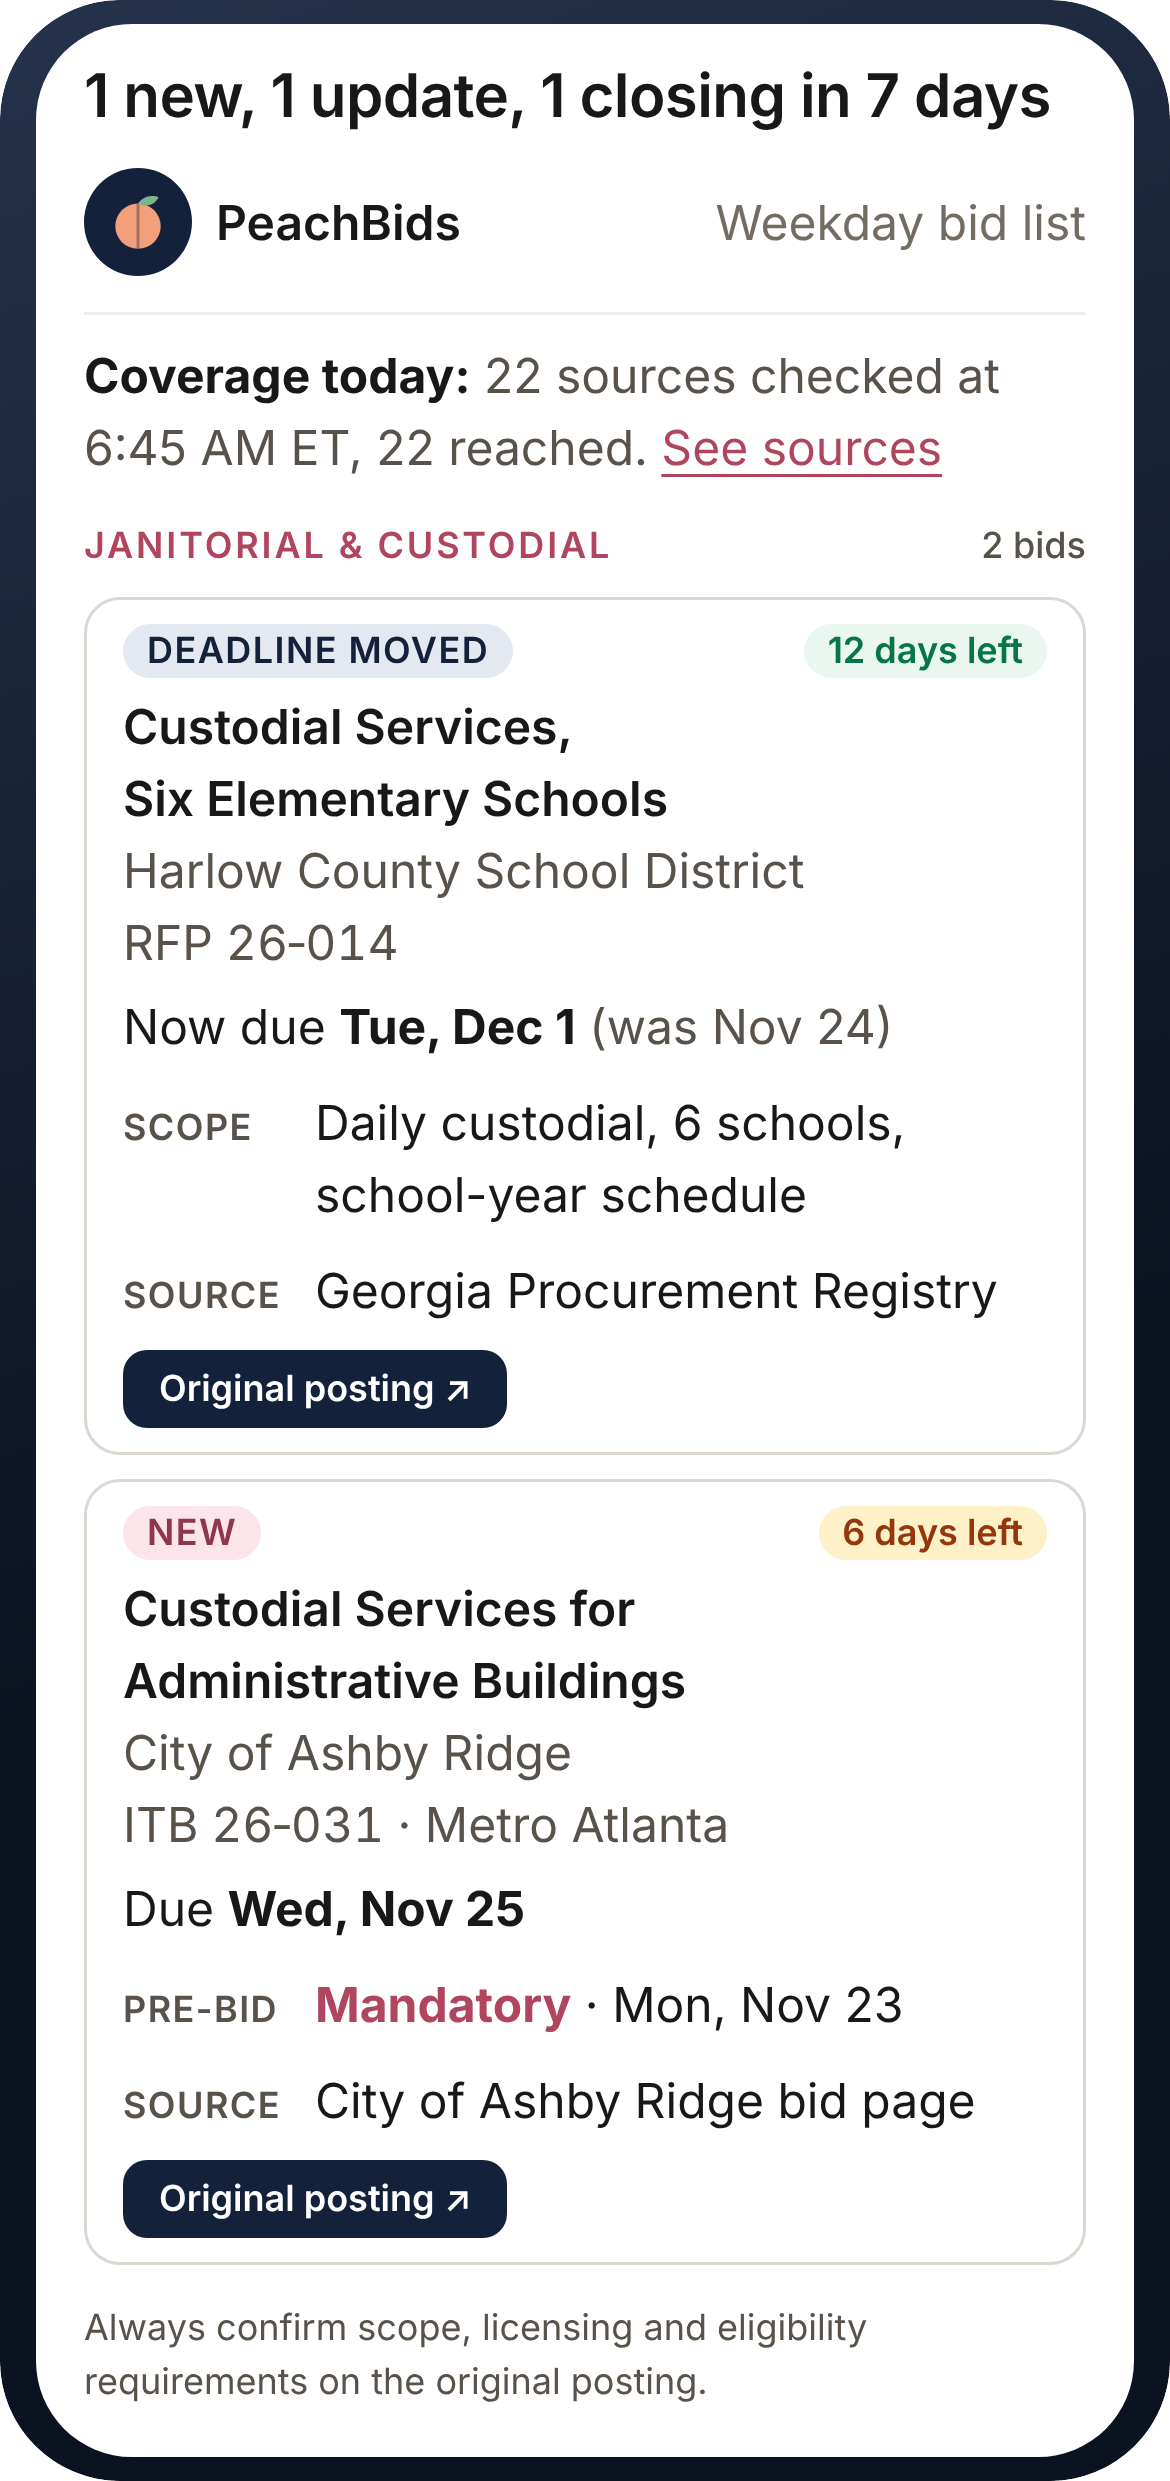 1 new, 1 update, 1 closing in 7 days
PeachBids
Weekday bid list
Coverage today: 22 sources checked at
6:45 AM ET, 22 reached. See sources
JANITORIAL & CUSTODIAL
2 bids
DEADLINE MOVED
12 days left
Custodial Services,
Six Elementary Schools
Harlow County School District
RFP 26-014
Now due Tue, Dec 1 (was Nov 24)
SCOPE
Daily custodial, 6 schools,
school-year schedule
SOURCE
Georgia Procurement Registry
Original posting ↗
NEW
6 days left
Custodial Services for
Administrative Buildings
City of Ashby Ridge
ITB 26-031 · Metro Atlanta
Due Wed, Nov 25
PRE-BID
Mandatory · Mon, Nov 23
SOURCE
City of Ashby Ridge bid page
Original posting ↗
Always confirm scope, licensing and eligibility
requirements on the original posting.